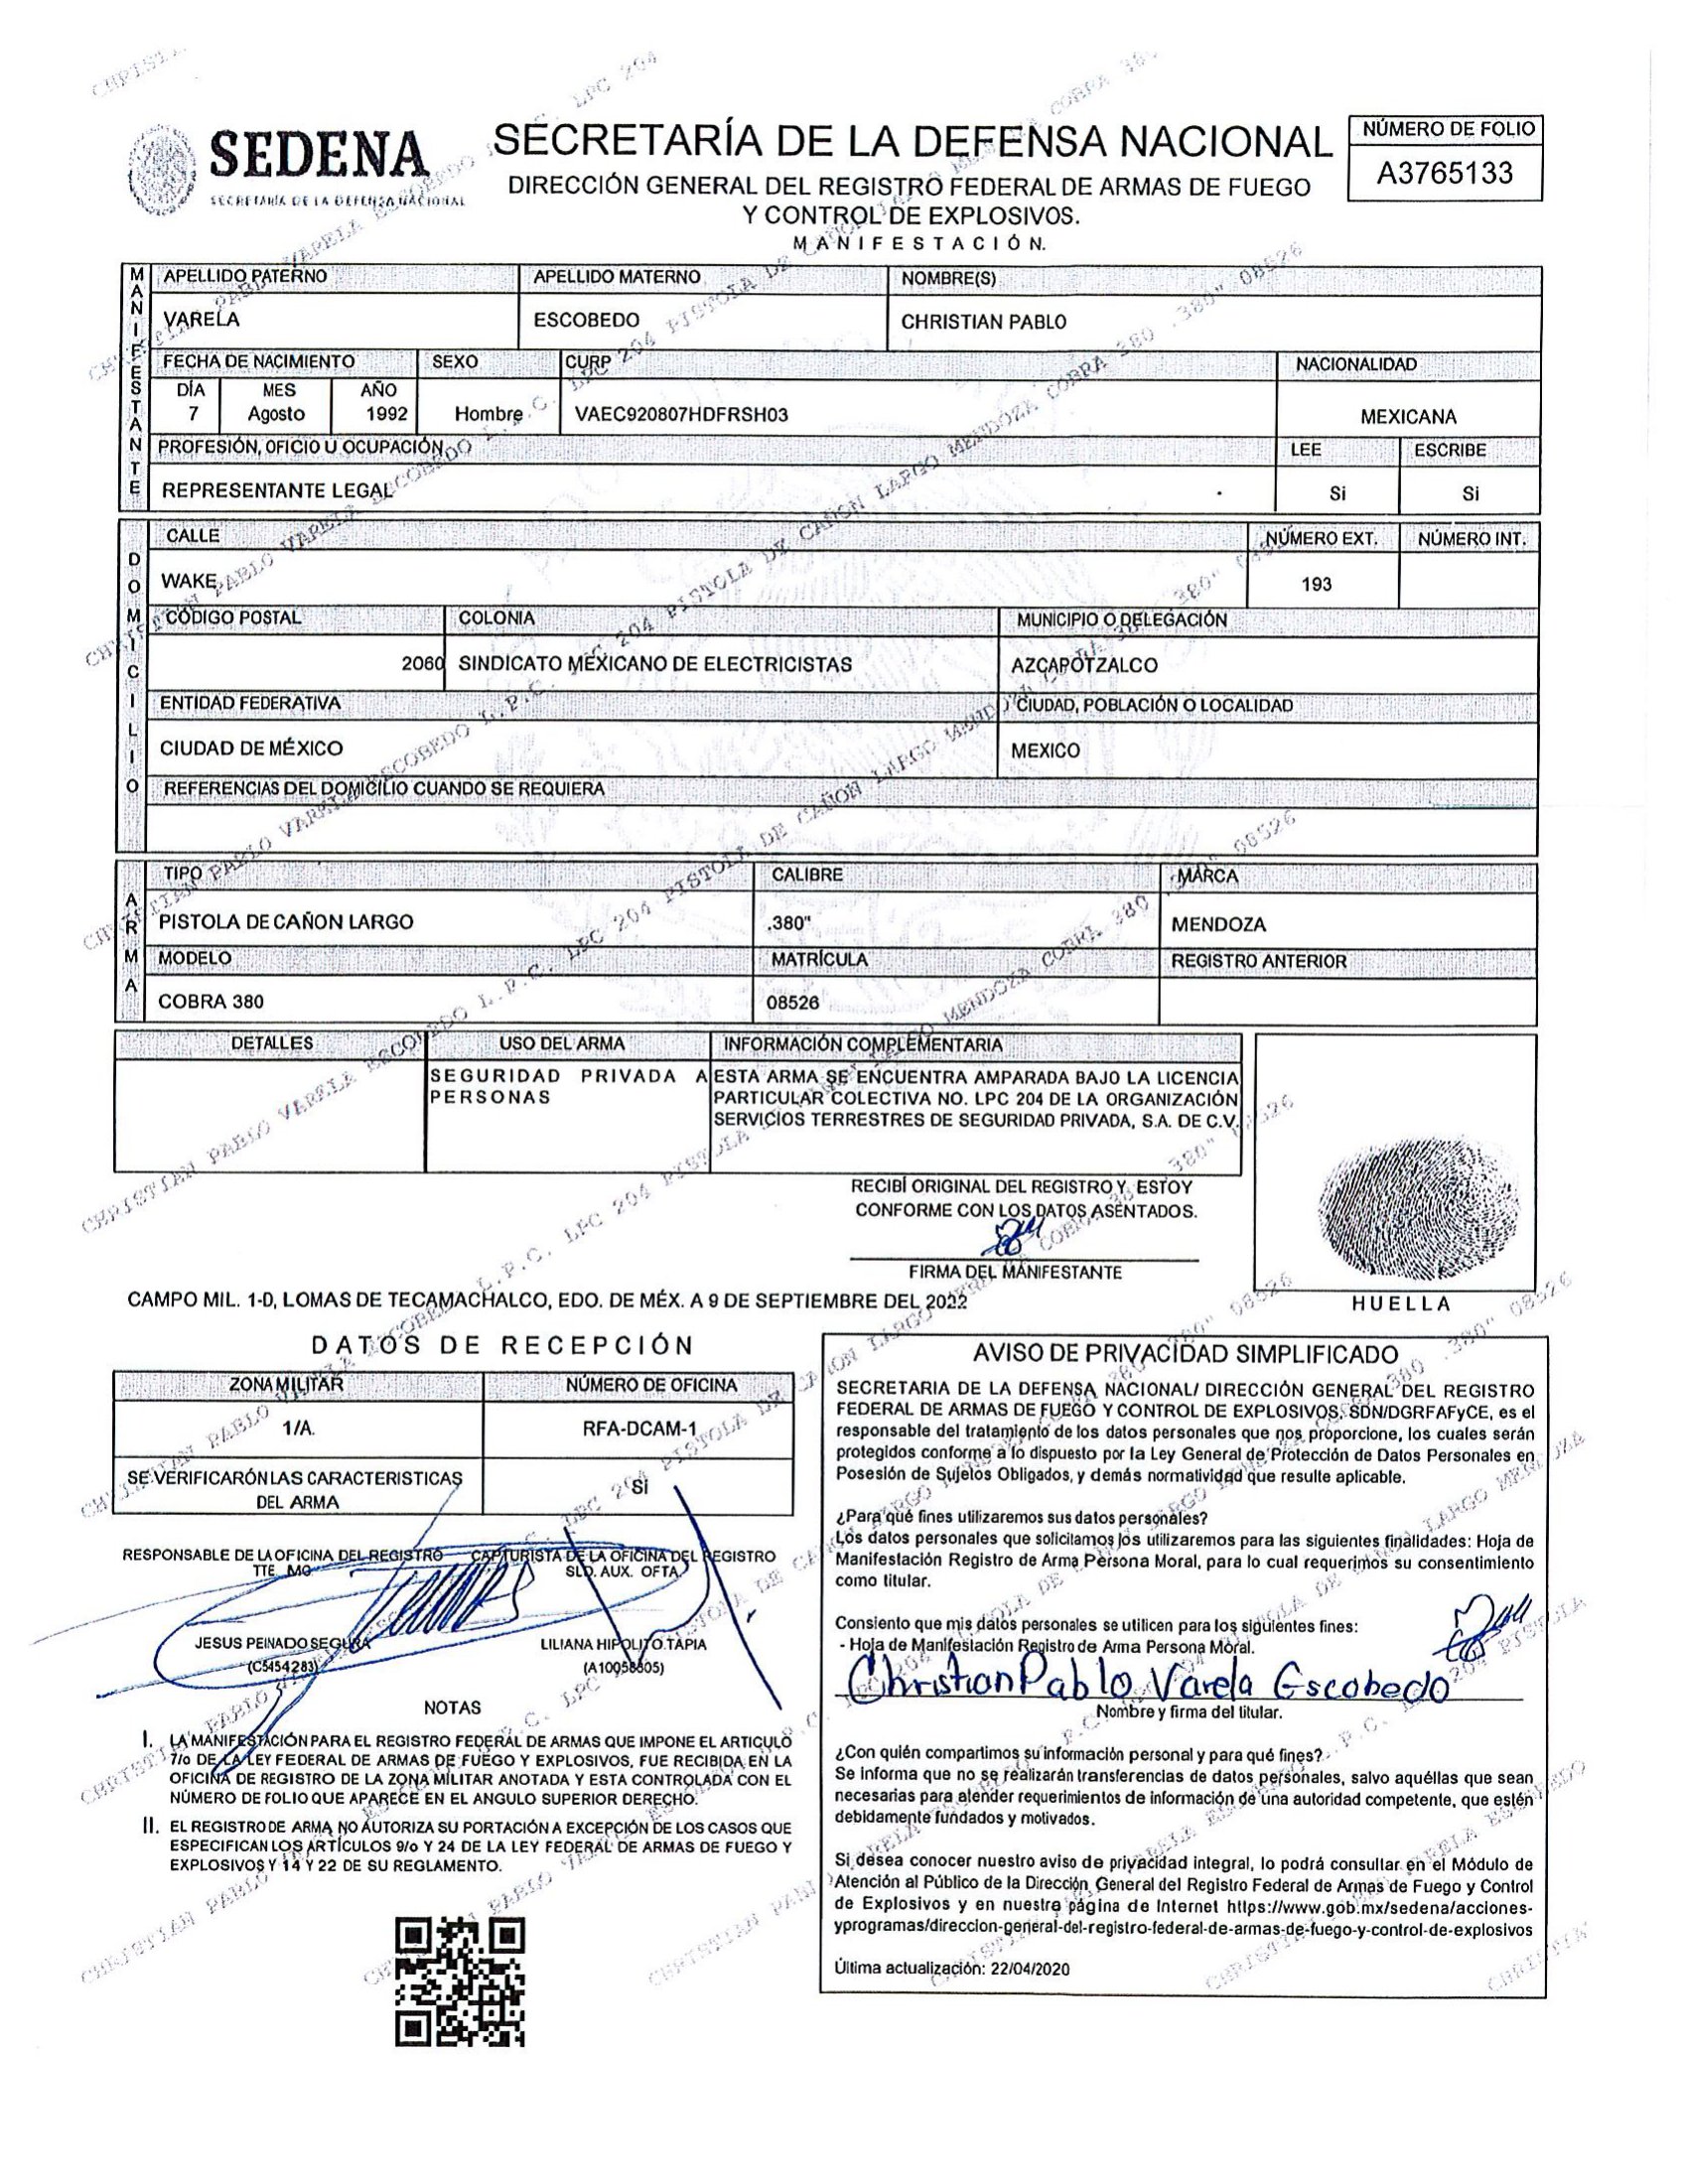 SEDENA
SECRETARÍA DE LA DEFENSA NACIONAL
SECRETARÍA DE LA DEFENSA NACIONAL
DIRECCIÓN GENERAL DEL REGISTRO FEDERAL DE ARMAS DE FUEGO
Y CONTROL DE EXPLOSIVOS.
MANIFESTACIÓN.
NÚMERO DE FOLIO
A3765133
MANIFESTANTE
APELLIDO PATERNO APELLIDO MATERNO NOMBRE(S)
VARELA ESCOBEDO CHRISTIAN PABLO
FECHA DE NACIMIENTO SEXO CURP NACIONALIDAD
DÍA MES AÑO
7 Agosto 1992 Hombre VAEC920807HDFRSH03 MEXICANA
PROFESIÓN, OFICIO U OCUPACIÓN LEE ESCRIBE
REPRESENTANTE LEGAL Si Si
DOMICILIO
CALLE NÚMERO EXT. NÚMERO INT.
WAKE 193
CÓDIGO POSTAL COLONIA MUNICIPIO O DELEGACIÓN
2060 SINDICATO MEXICANO DE ELECTRICISTAS AZCAPOTZALCO
ENTIDAD FEDERATIVA CIUDAD, POBLACIÓN O LOCALIDAD
CIUDAD DE MÉXICO MEXICO
REFERENCIAS DEL DOMICILIO CUANDO SE REQUIERA
ARMA
TIPO CALIBRE MARCA
PISTOLA DE CAÑON LARGO .380" MENDOZA
MODELO MATRÍCULA REGISTRO ANTERIOR
COBRA 380 08526
DETALLES USO DEL ARMA INFORMACIÓN COMPLEMENTARIA
SEGURIDAD PRIVADA A PERSONAS
ESTA ARMA SE ENCUENTRA AMPARADA BAJO LA LICENCIA
PARTICULAR COLECTIVA NO. LPC 204 DE LA ORGANIZACIÓN
SERVICIOS TERRESTRES DE SEGURIDAD PRIVADA, S.A. DE C.V.
RECIBÍ ORIGINAL DEL REGISTRO Y ESTOY
CONFORME CON LOS DATOS ASENTADOS.
FIRMA DEL MANIFESTANTE
HUELLA
CAMPO MIL. 1-D, LOMAS DE TECAMACHALCO, EDO. DE MÉX. A 9 DE SEPTIEMBRE DEL 2022
DATOS DE RECEPCIÓN
ZONA MILITAR NÚMERO DE OFICINA
1/A. RFA-DCAM-1
SE VERIFICARÓN LAS CARACTERISTICAS
DEL ARMA
SI
RESPONSABLE DE LA OFICINA DEL REGISTRO CAPTURISTA DE LA OFICINA DEL REGISTRO
TTE. MG. SLD. AUX. OFTA.
JESUS PEINADO SEGURA LILIANA HIPOLITO TAPIA
(C5454283) (A10058605)
NOTAS
I. LA MANIFESTACIÓN PARA EL REGISTRO FEDERAL DE ARMAS QUE IMPONE EL ARTICULO
7/o DE LA LEY FEDERAL DE ARMAS DE FUEGO Y EXPLOSIVOS, FUE RECIBIDA EN LA
OFICINA DE REGISTRO DE LA ZONA MILITAR ANOTADA Y ESTA CONTROLADA CON EL
NÚMERO DE FOLIO QUE APARECE EN EL ANGULO SUPERIOR DERECHO.
II. EL REGISTRO DE ARMA NO AUTORIZA SU PORTACIÓN A EXCEPCIÓN DE LOS CASOS QUE
ESPECIFICAN LOS ARTÍCULOS 9/o Y 24 DE LA LEY FEDERAL DE ARMAS DE FUEGO Y
EXPLOSIVOS Y 14 Y 22 DE SU REGLAMENTO.
AVISO DE PRIVACIDAD SIMPLIFICADO
SECRETARIA DE LA DEFENSA NACIONAL/ DIRECCIÓN GENERAL DEL REGISTRO
FEDERAL DE ARMAS DE FUEGO Y CONTROL DE EXPLOSIVOS. SDN/DGRFAFyCE, es el
responsable del tratamiento de los datos personales que nos proporcione, los cuales serán
protegidos conforme a lo dispuesto por la Ley General de Protección de Datos Personales en
Posesión de Sujetos Obligados, y demás normatividad que resulte aplicable.
¿Para qué fines utilizaremos sus datos personales?
Los datos personales que solicitamos los utilizaremos para las siguientes finalidades: Hoja de
Manifestación Registro de Arma Persona Moral, para lo cual requerimos su consentimiento
como titular.
Consiento que mis datos personales se utilicen para los siguientes fines:
- Hoja de Manifestación Registro de Arma Persona Moral.
Christian Pablo Varela Escobedo
Nombre y firma del titular.
¿Con quién compartimos su información personal y para qué fines?
Se informa que no se realizarán transferencias de datos personales, salvo aquéllas que sean
necesarias para atender requerimientos de información de una autoridad competente, que estén
debidamente fundados y motivados.
Si desea conocer nuestro aviso de privacidad integral, lo podrá consultar en el Módulo de
Atención al Público de la Dirección General del Registro Federal de Armas de Fuego y Control
de Explosivos y en nuestra página de Internet https://www.gob.mx/sedena/acciones-
yprogramas/direccion-general-del-registro-federal-de-armas-de-fuego-y-control-de-explosivos
Última actualización: 22/04/2020
CHRISTIAN PABLO VARELA ESCOBEDO L.P.C. LPC 204 PISTOLA DE CAÑON LARGO MENDOZA COBRA 380 .380" 08526